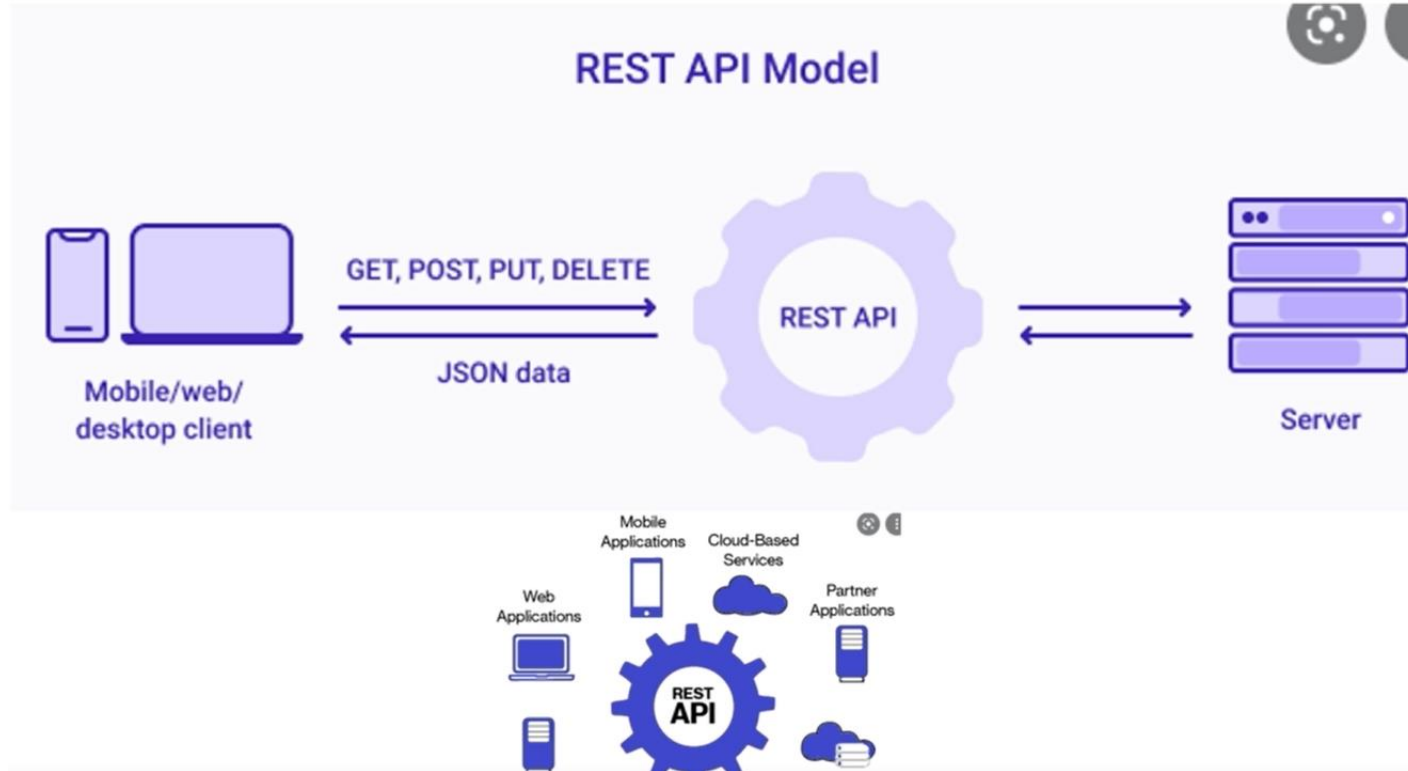 REST API Model
GET, POST, PUT, DELETE
JSON data
REST API
Mobile/web/
desktop client
Server
Mobile
Applications
Cloud-Based
Services
Web
Applications
Partner
Applications
REST
API